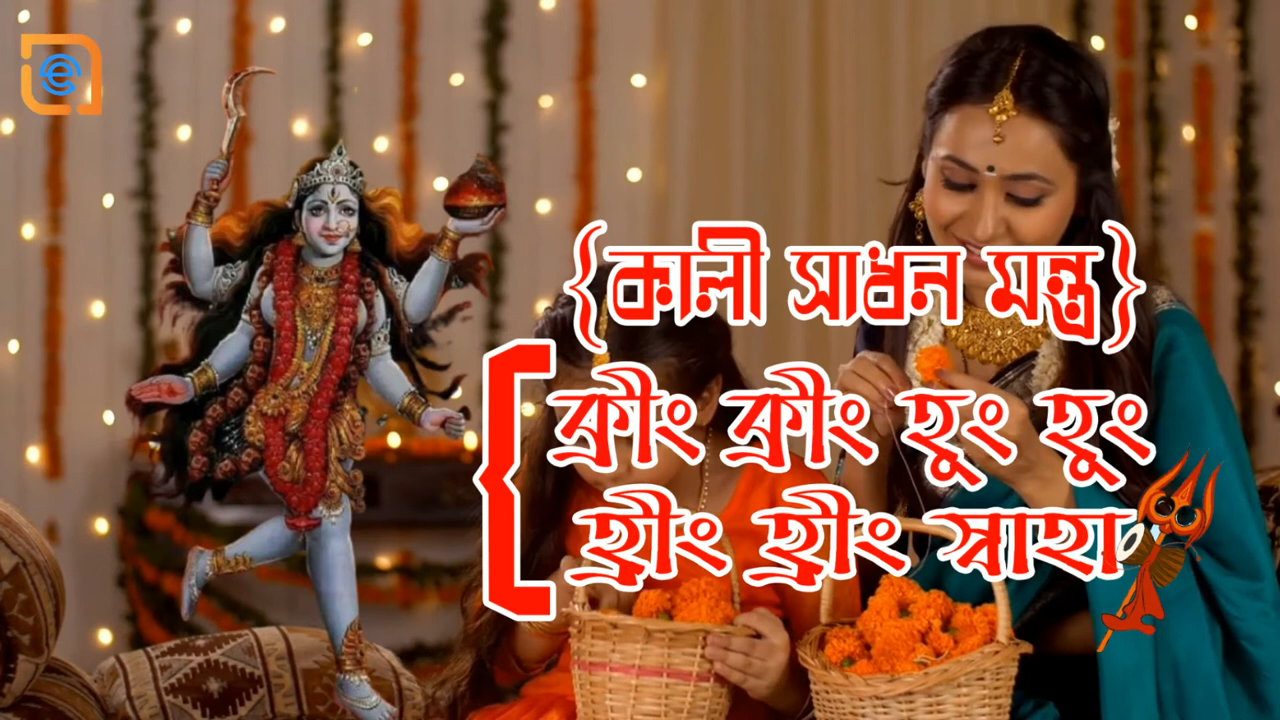 {কালী সাধন মন্ত্র}
[ক্রীং ক্রীং হুং হুং
হ্রীং হ্রীং স্বাহা